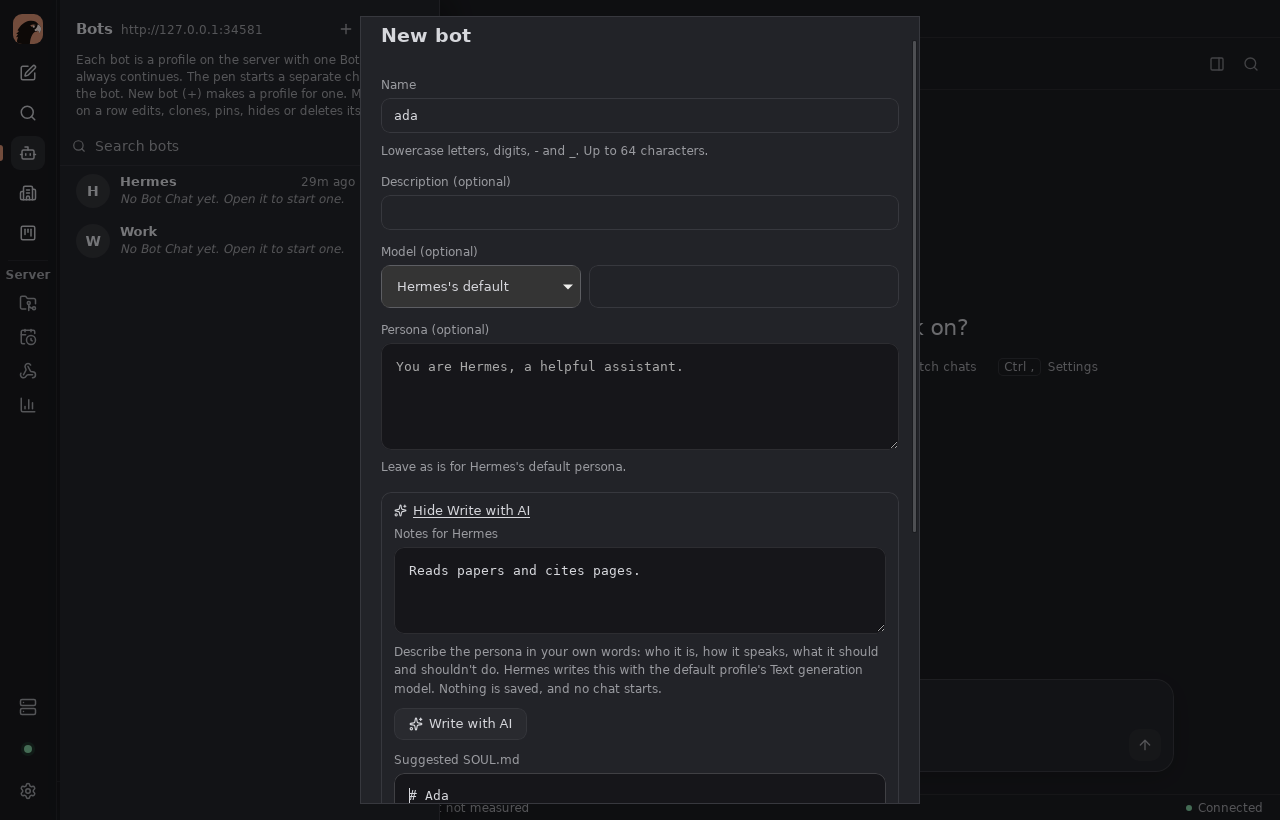 Bots http://127.0.0.1:34581
Each bot is a profile on the server with one Bot
always continues. The pen starts a separate ch
the bot. New bot (+) makes a profile for one. M
on a row edits, clones, pins, hides or deletes its
Search bots
H
Hermes 29m ago
No Bot Chat yet. Open it to start one.
W
Work
No Bot Chat yet. Open it to start one.
Server
New bot
Name
ada
Lowercase letters, digits, - and _. Up to 64 characters.
Description (optional)
Model (optional)
Hermes's default
Persona (optional)
You are Hermes, a helpful assistant.
Leave as is for Hermes's default persona.
Hide Write with AI
Notes for Hermes
Reads papers and cites pages.
Describe the persona in your own words: who it is, how it speaks, what it should
and shouldn't do. Hermes writes this with the default profile's Text generation
model. Nothing is saved, and no chat starts.
Write with AI
Suggested SOUL.md
# Ada
on?
tch chats Ctrl , Settings
not measured
Connected